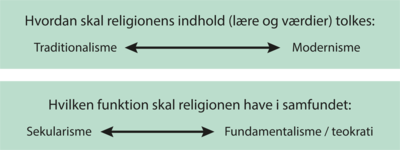 Hvordan skal religionens indhold (lære og værdier) tolkes:
Traditionalisme Modernisme
Hvilken funktion skal religionen have i samfundet:
Sekularisme Fundamentalisme / teokrati